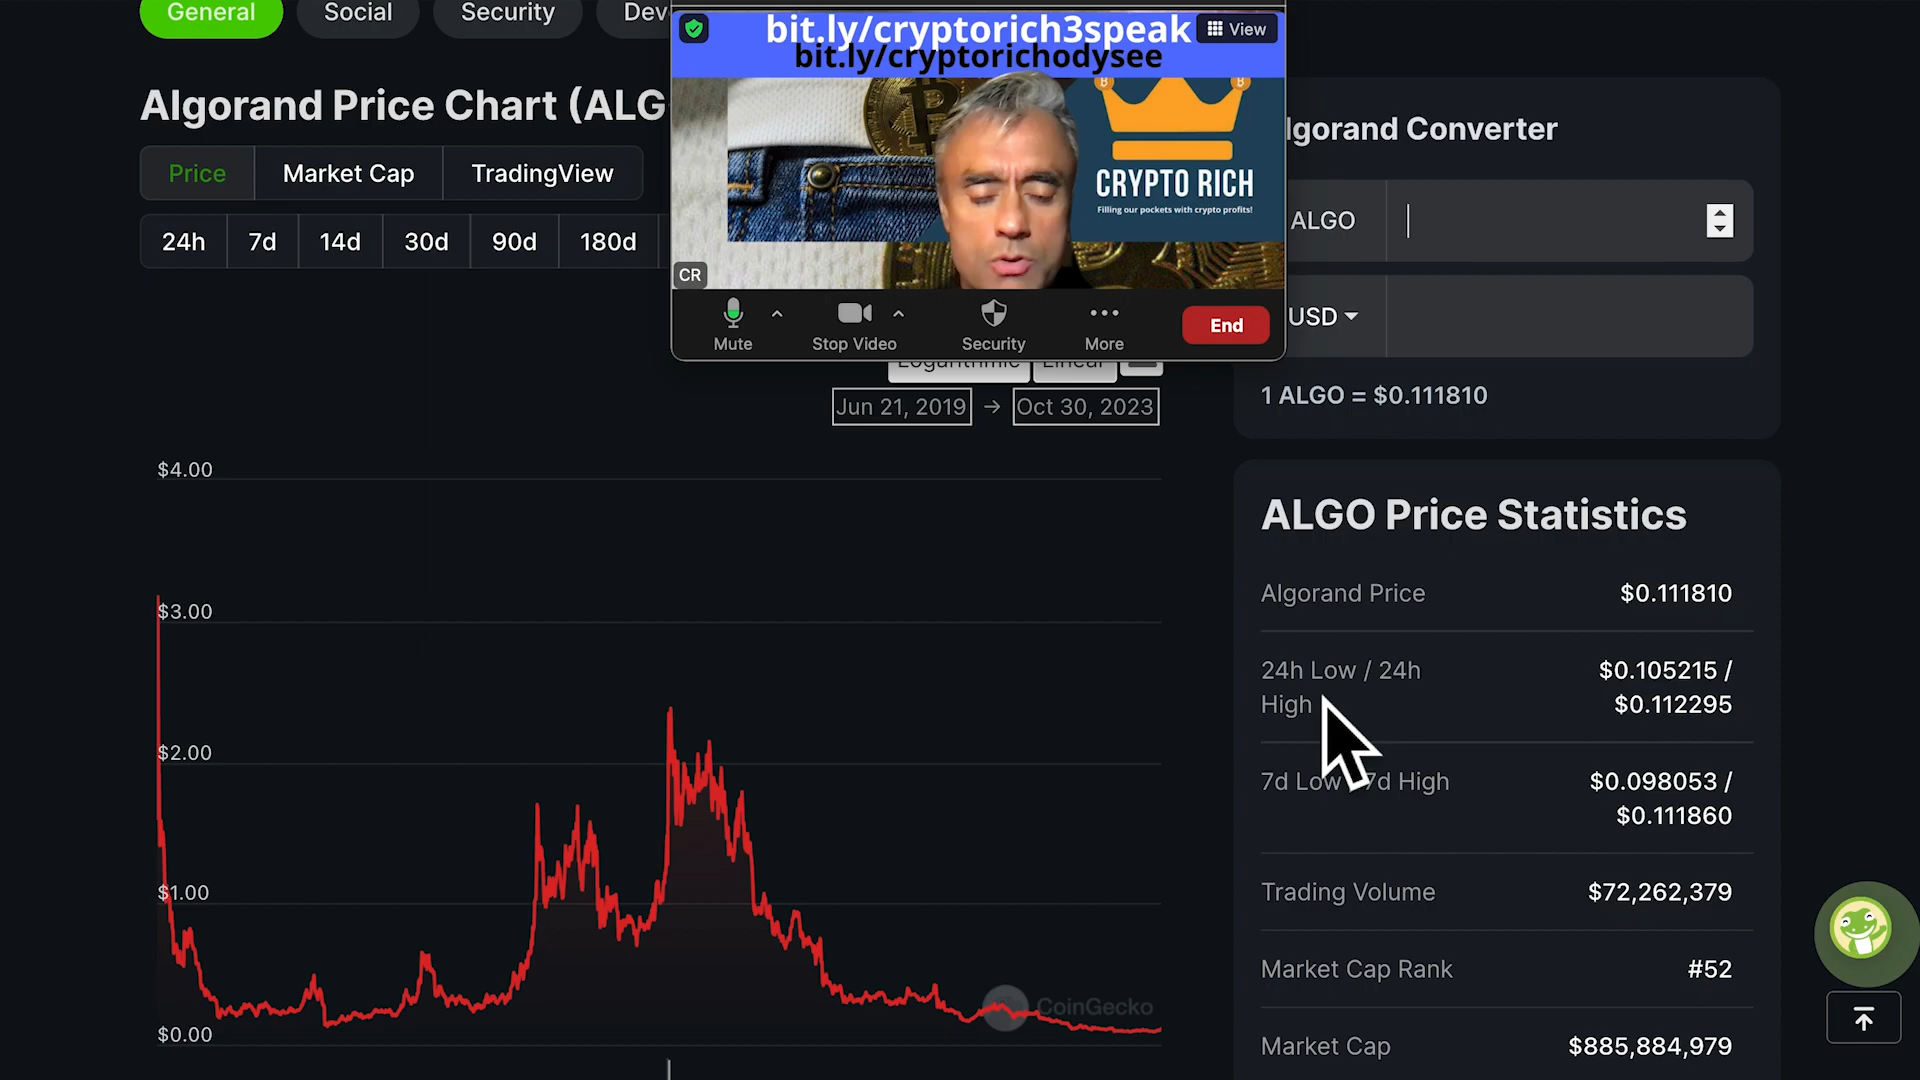 General
Social
Security
Dev
bit.ly/cryptorich3speak
View
bit.ly/cryptorichodysee
Algorand Price Chart (ALG
CRYPTO RICH
Filling our pockets with crypto profits!
CR
Mute
Stop Video
Security
More
End
Price
Market Cap
TradingView
24h
7d
14d
30d
90d
180d
Logarithmic
Linear
Jun 21, 2019 → Oct 30, 2023
$4.00
$3.00
$2.00
$1.00
$0.00
CoinGecko
lgorand Converter
ALGO
USD
1 ALGO = $0.111810
ALGO Price Statistics
Algorand Price
$0.111810
24h Low / 24h
High
$0.105215 /
$0.112295
7d Low 7d High
$0.098053 /
$0.111860
Trading Volume
$72,262,379
Market Cap Rank
#52
Market Cap
$885,884,979